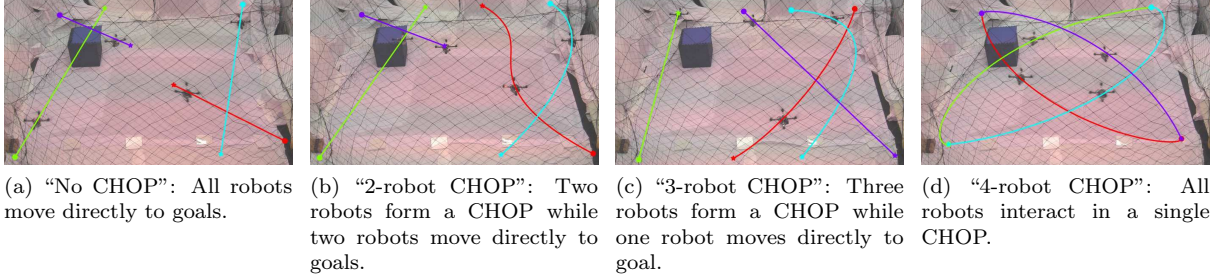 (a) “No CHOP”: All robots
move directly to goals.
(b) “2-robot CHOP”: Two
robots form a CHOP while
two robots move directly to
goals.
(c) “3-robot CHOP”: Three
robots form a CHOP while
one robot moves directly to
goal.
(d) “4-robot CHOP”: All
robots interact in a single
CHOP.